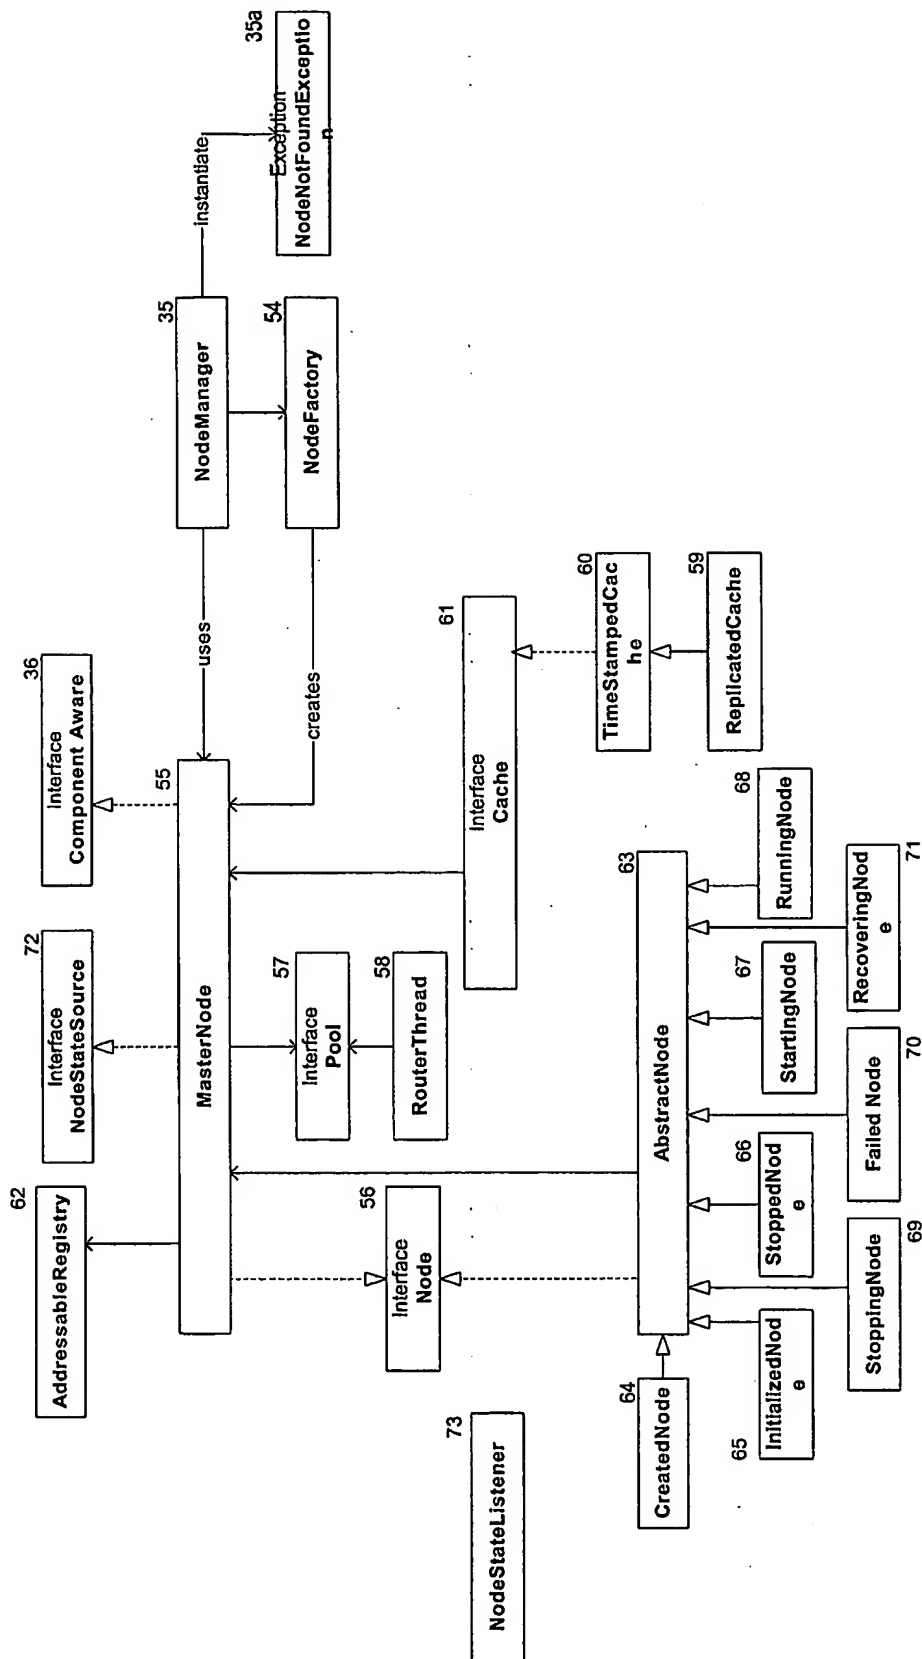 62
AddressableRegistry
72
Interface
NodeStateSource
36
Interface
Component Aware
55
MasterNode
uses
35
NodeManager
instantiate
35a
Exception
NodeNotFoundExceptio
n
54
NodeFactory
creates
57
Interface
Pool
58
RouterThread
56
Interface
Node
61
Interface
Cache
60
TimeStampedCac
he
59
ReplicatedCache
73
NodeStateListener
63
AbstractNode
64
CreatedNode
65
InitializedNod
e
66
StoppedNod
e
67
StartingNode
68
RunningNode
69
StoppingNode
70
Failed Node
71
RecoveringNod
e